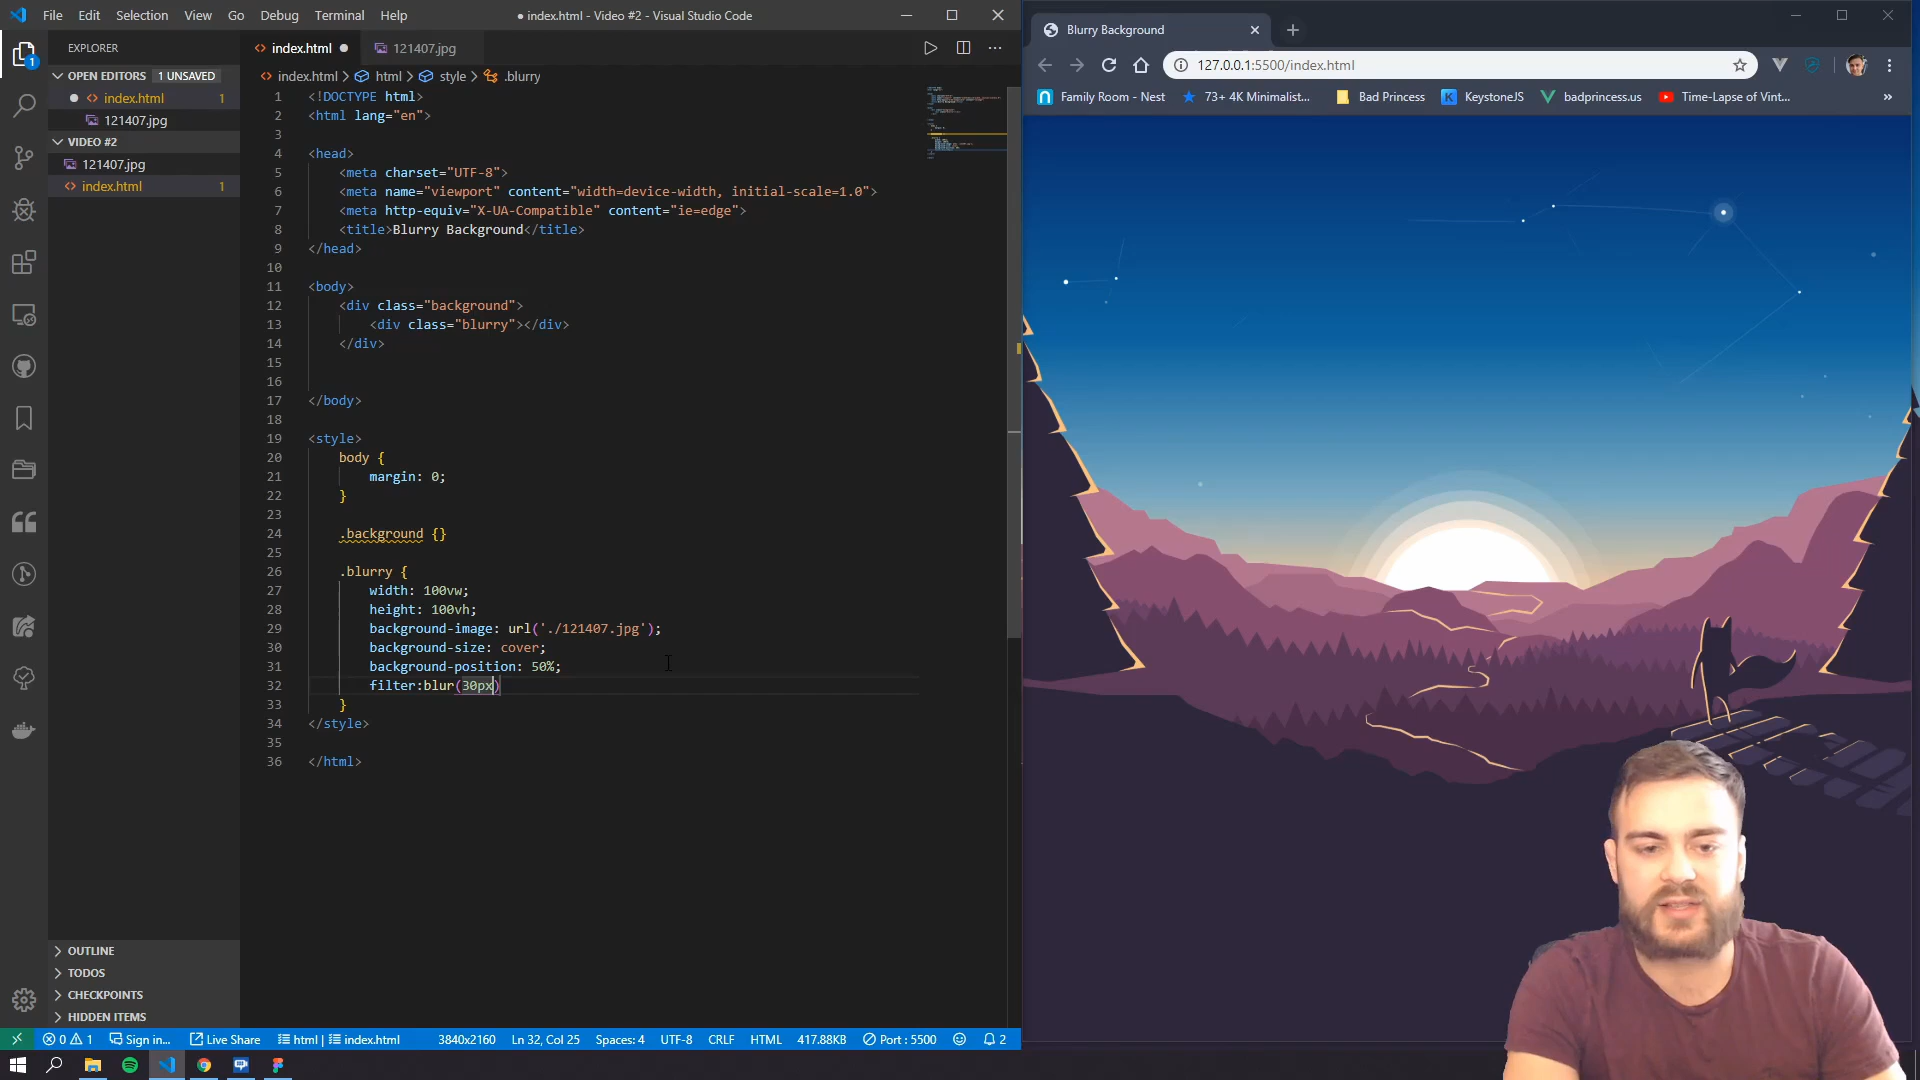 File Edit Selection View Go Debug Terminal Help
● index.html - Video #2 - Visual Studio Code
EXPLORER
OPEN EDITORS 1 UNSAVED
index.html 1
121407.jpg
VIDEO #2
121407.jpg
index.html 1
OUTLINE
TODOS
CHECKPOINTS
HIDDEN ITEMS
1
index.html ●
121407.jpg
index.html > html > style > .blurry
1 <!DOCTYPE html>
2 <html lang="en">
3
4 <head>
5 <meta charset="UTF-8">
6 <meta name="viewport" content="width=device-width, initial-scale=1.0">
7 <meta http-equiv="X-UA-Compatible" content="ie=edge">
8 <title>Blurry Background</title>
9 </head>
10
11 <body>
12 <div class="background">
13 <div class="blurry"></div>
14 </div>
15
16
17 </body>
18
19 <style>
20 body {
21 margin: 0;
22 }
23
24 .background {}
25
26 .blurry {
27 width: 100vw;
28 height: 100vh;
29 background-image: url('./121407.jpg');
30 background-size: cover;
31 background-position: 50%;
32 filter:blur(30px)
33 }
34 </style>
35
36 </html>
0 1 Sign in... Live Share html | index.html 3840x2160 Ln 32, Col 25 Spaces: 4 UTF-8 CRLF HTML 417.88KB Port : 5500 2
Blurry Background
127.0.0.1:5500/index.html
Family Room - Nest 73+ 4K Minimalist... Bad Princess KeystoneJS badprincess.us Time-Lapse of Vint... »